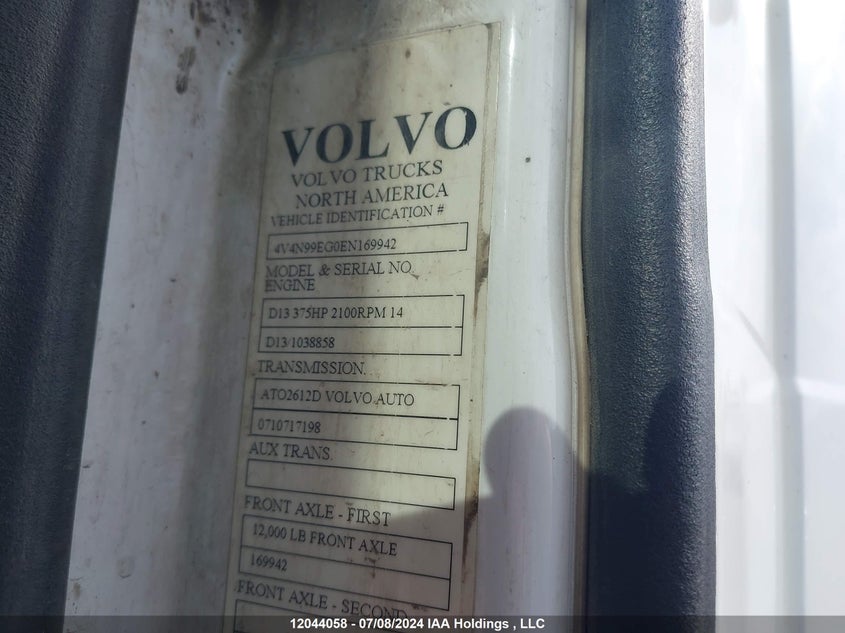 VOLVO
VOLVO TRUCKS
NORTH AMERICA
VEHICLE IDENTIFICATION #
4V4N99EG0EN169942
MODEL & SERIAL NO.
ENGINE
D13 375HP 2100RPM 14
D13/1038858
TRANSMISSION.
ATO2612D VOLVO AUTO
0710717198
AUX TRANS.
FRONT AXLE - FIRST
12,000 LB FRONT AXLE
169942
FRONT AXLE - SECOND
12044058 - 07/08/2024 IAA Holdings , LLC